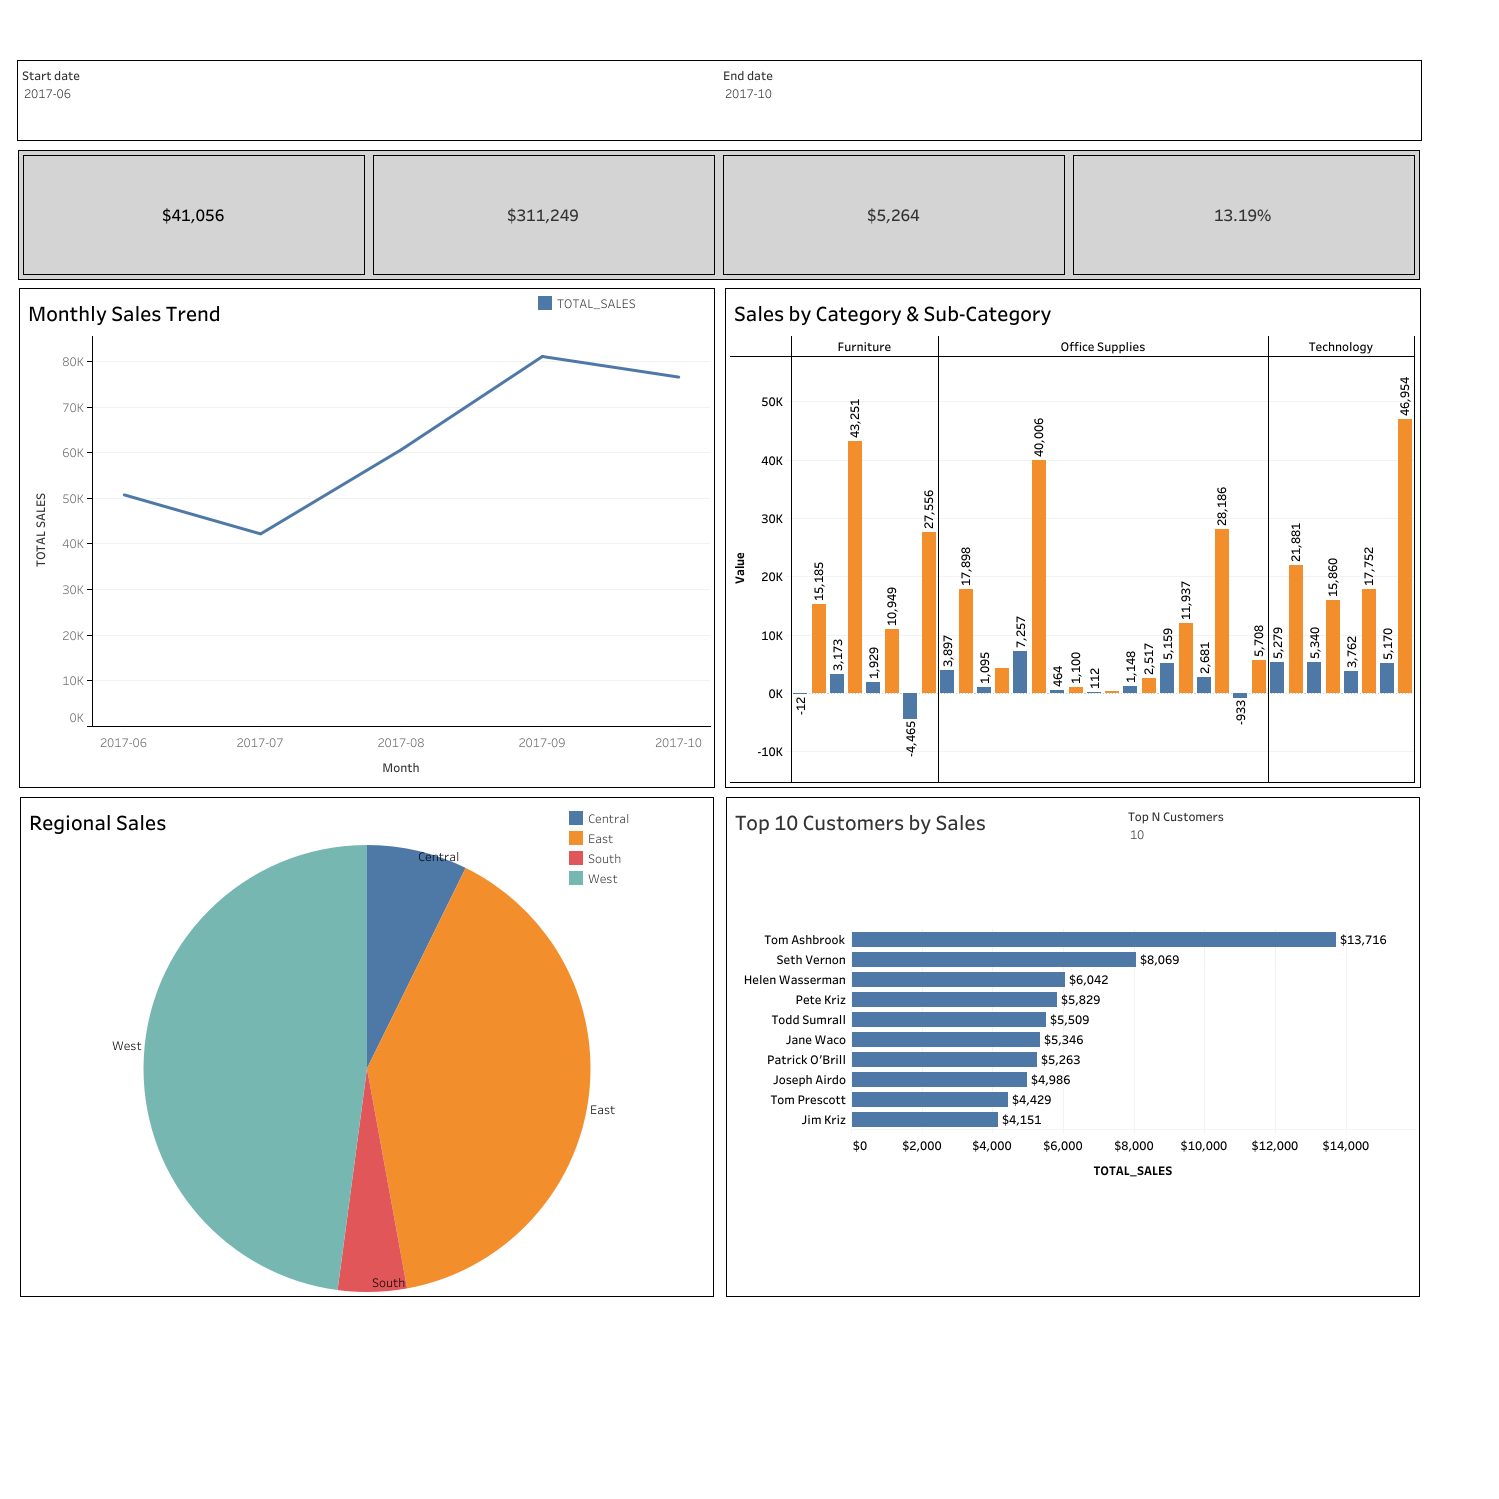 Start date
2017-06
End date
2017-10
$41,056
$311,249
$5,264
13.19%
Monthly Sales Trend
TOTAL_SALES
80K
70K
60K
50K
40K
30K
20K
10K
0K
TOTAL SALES
2017-06
2017-07
2017-08
2017-09
2017-10
Month
Sales by Category & Sub-Category
Furniture
Office Supplies
Technology
50K
40K
30K
20K
10K
0K
-10K
Value
-12
15,185
3,173
43,251
1,929
10,949
-4,465
27,556
3,897
17,898
1,095
7,257
40,006
464
1,100
112
1,148
2,517
5,159
11,937
2,681
28,186
-933
5,708
5,279
21,881
5,340
15,860
3,762
17,752
5,170
46,954
Regional Sales
Central
East
South
West
Central
West
East
South
Top 10 Customers by Sales
Top N Customers
10
Tom Ashbrook $13,716
Seth Vernon $8,069
Helen Wasserman $6,042
Pete Kriz $5,829
Todd Sumrall $5,509
Jane Waco $5,346
Patrick O’Brill $5,263
Joseph Airdo $4,986
Tom Prescott $4,429
Jim Kriz $4,151
$0 $2,000 $4,000 $6,000 $8,000 $10,000 $12,000 $14,000
TOTAL_SALES